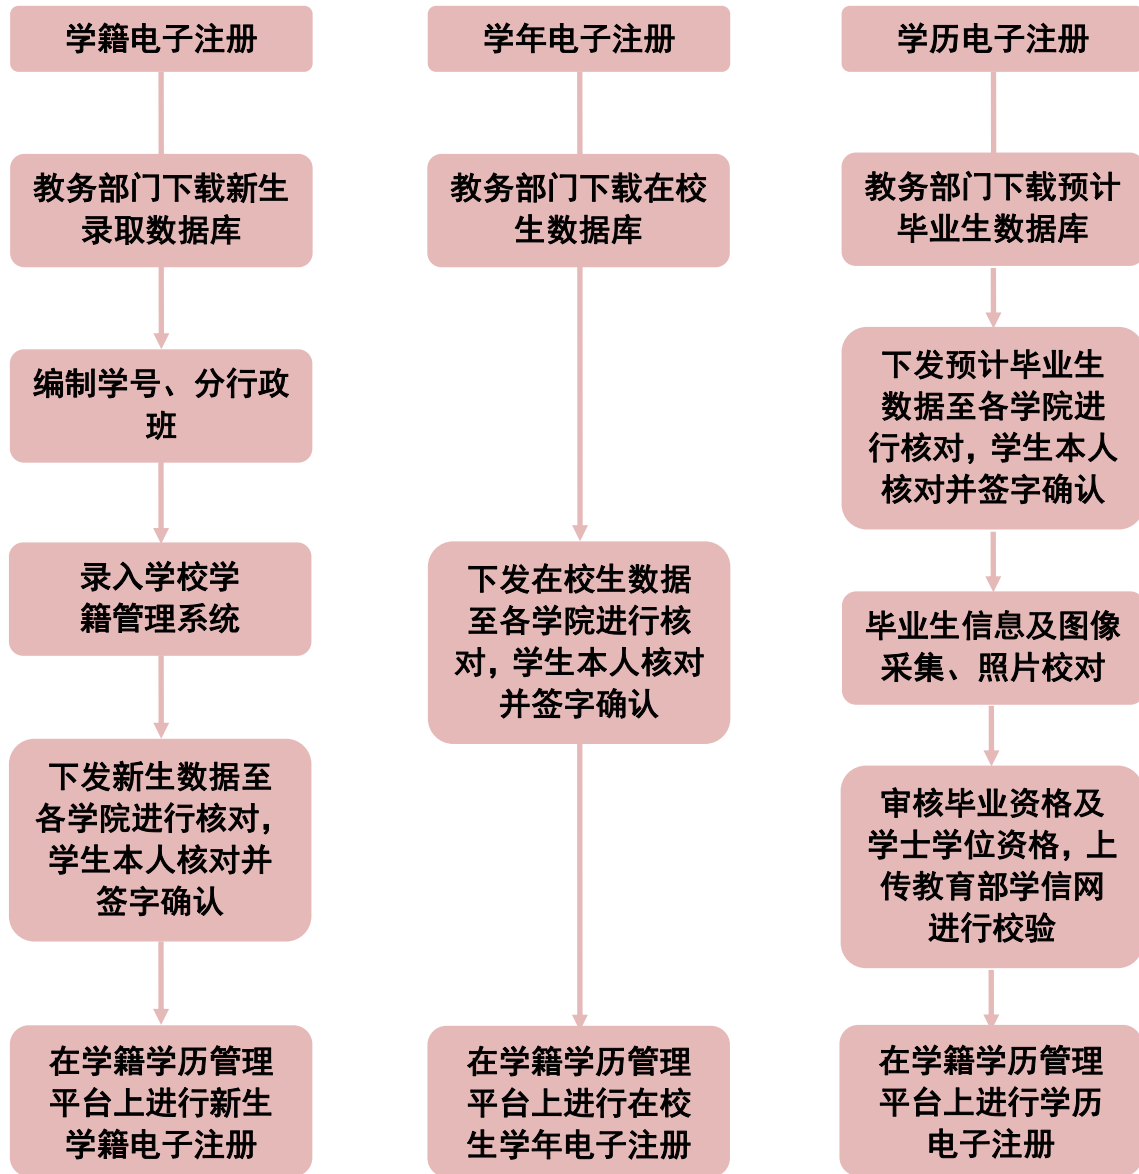 学籍电子注册
教务部门下载新生
录取数据库
编制学号、分行政
班
录入学校学
籍管理系统
下发新生数据至
各学院进行核对，
学生本人核对并
签字确认
在学籍学历管理
平台上进行新生
学籍电子注册
学年电子注册
教务部门下载在校
生数据库
下发在校生数据
至各学院进行核
对，学生本人核对
并签字确认
在学籍学历管理
平台上进行在校
生学年电子注册
学历电子注册
教务部门下载预计
毕业生数据库
下发预计毕业生
数据至各学院进
行核对，学生本人
核对并签字确认
毕业生信息及图像
采集、照片校对
审核毕业资格及
学士学位资格，上
传教育部学信网
进行校验
在学籍学历管理
平台上进行学历
电子注册